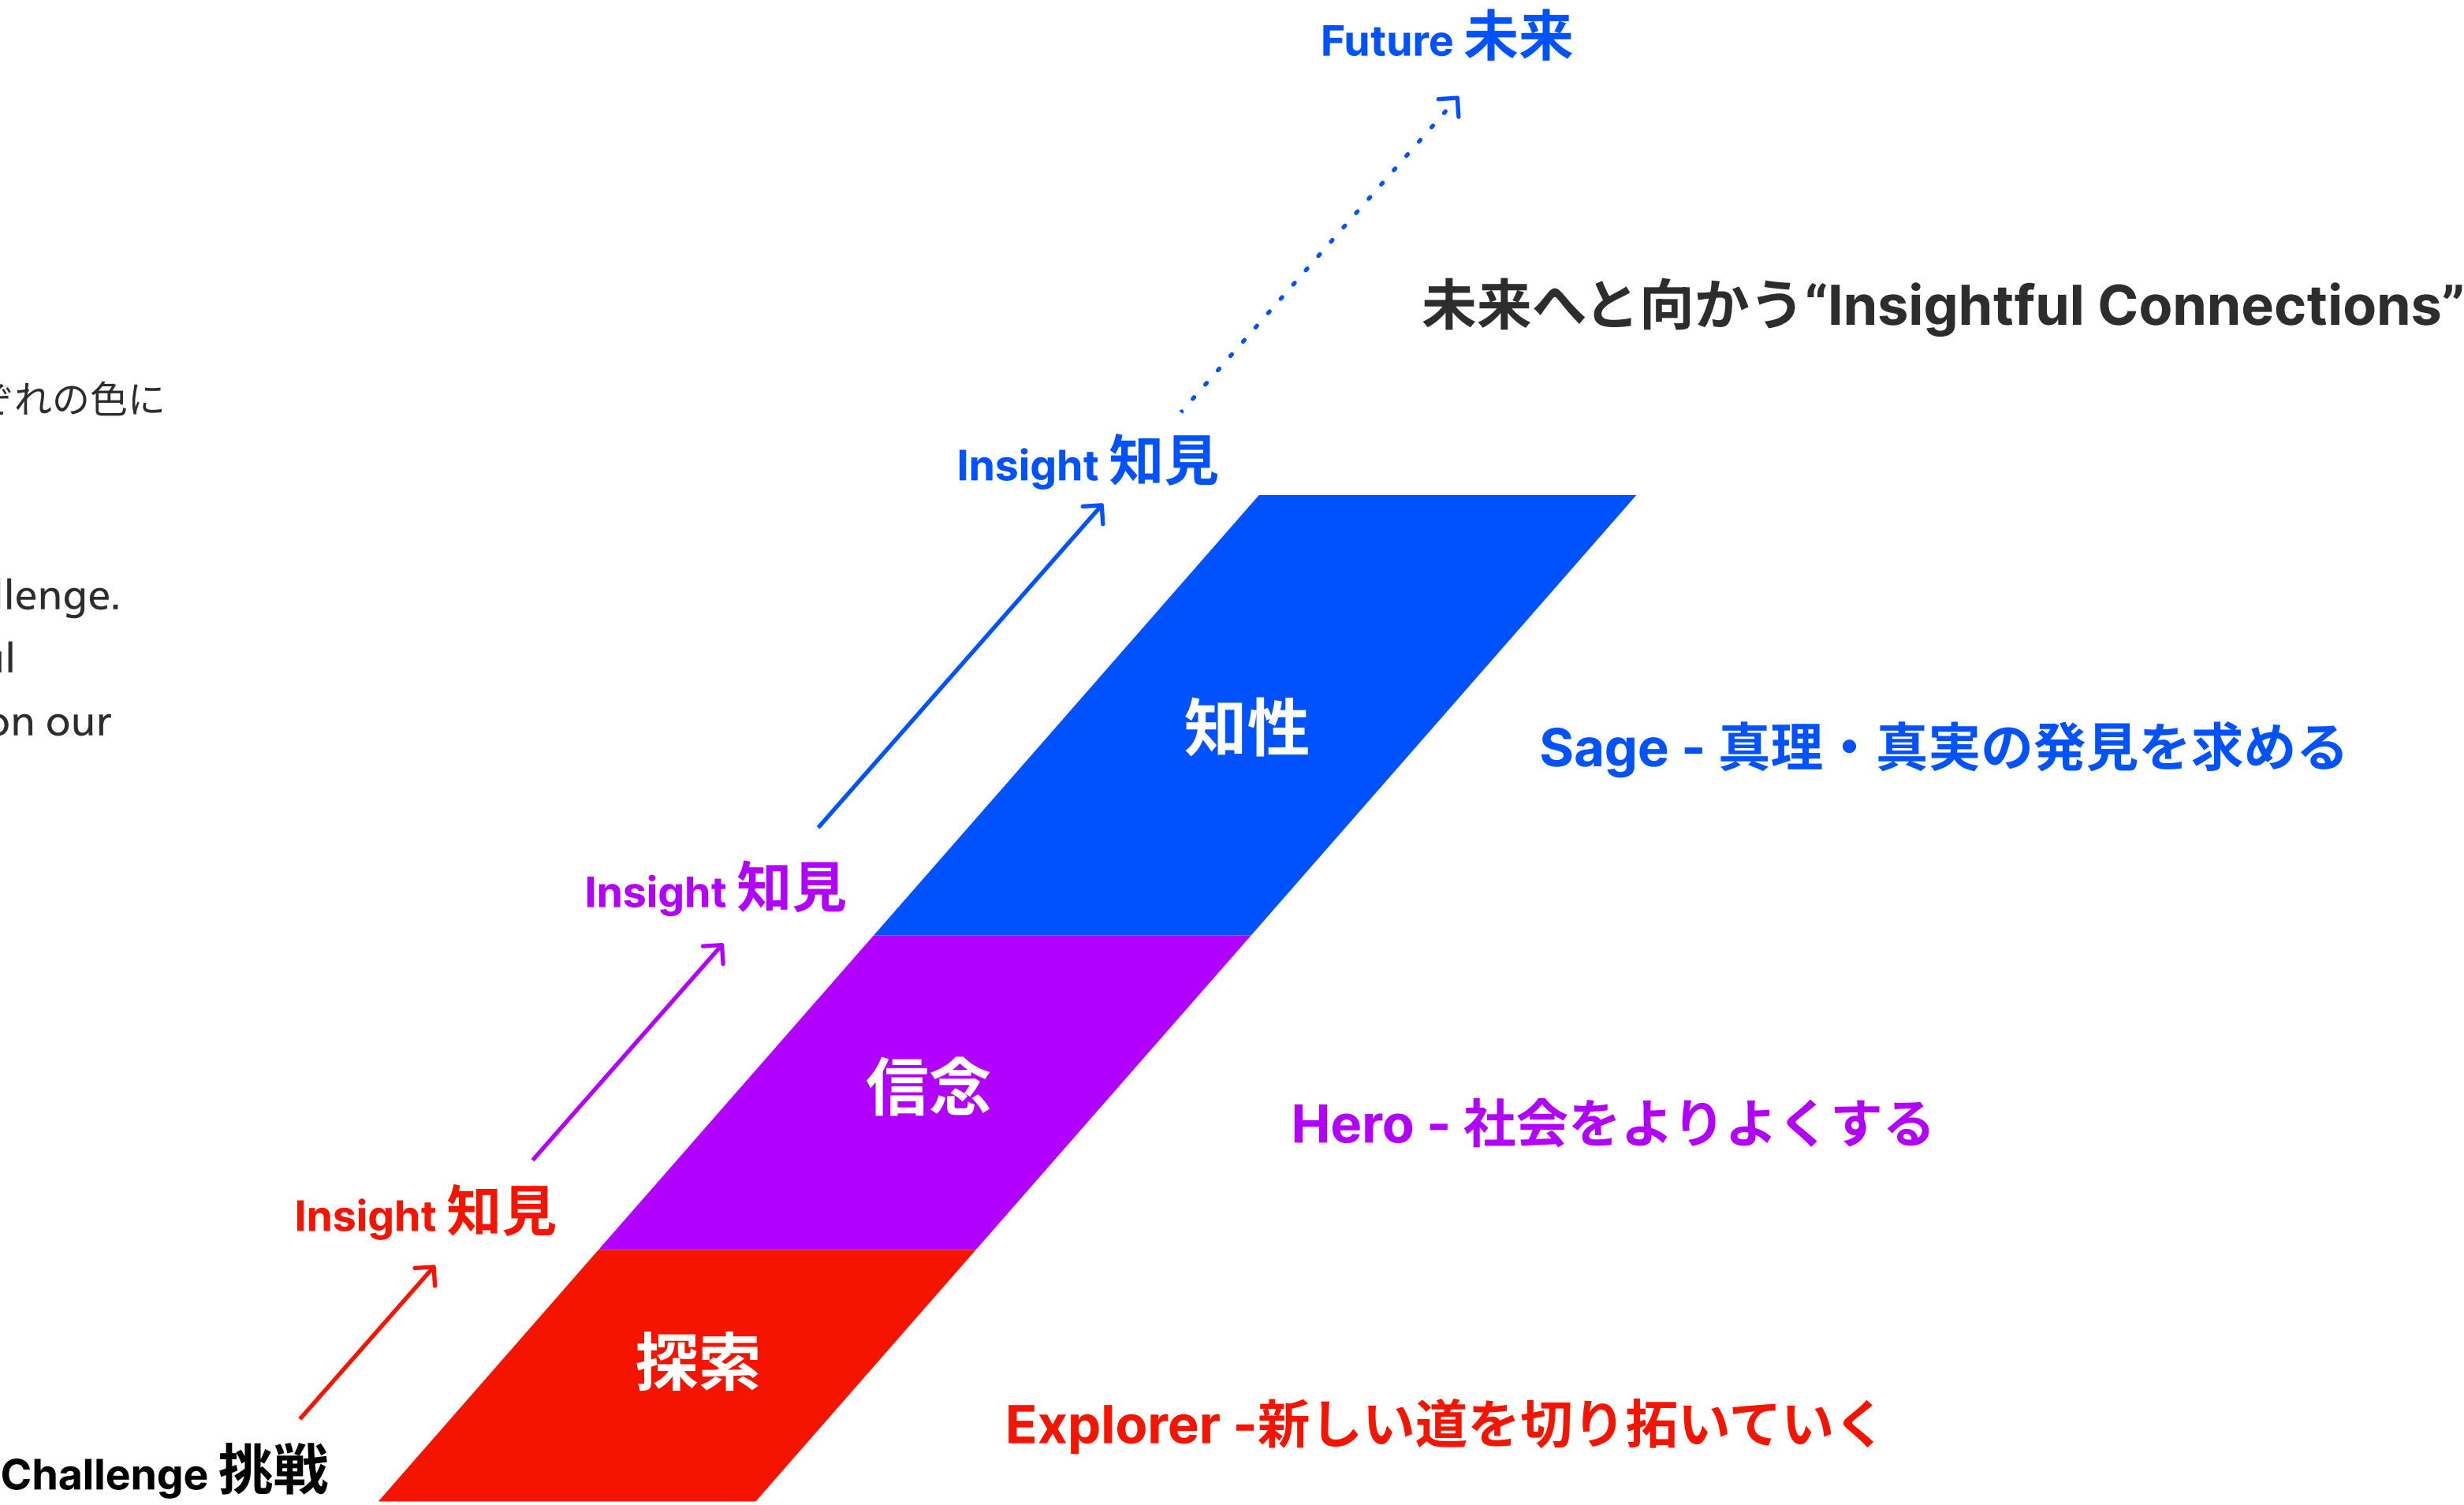 Future 未来
未来へと向かう“Insightful Connections”
ぞれの色に
Insight 知見
llenge.
on our
知性
Sage - 真理・真実の発見を求める
Insight 知見
信念
Hero - 社会をよりよくする
Insight 知見
探索
Explorer -新しい道を切り拓いていく
Challenge 挑戦